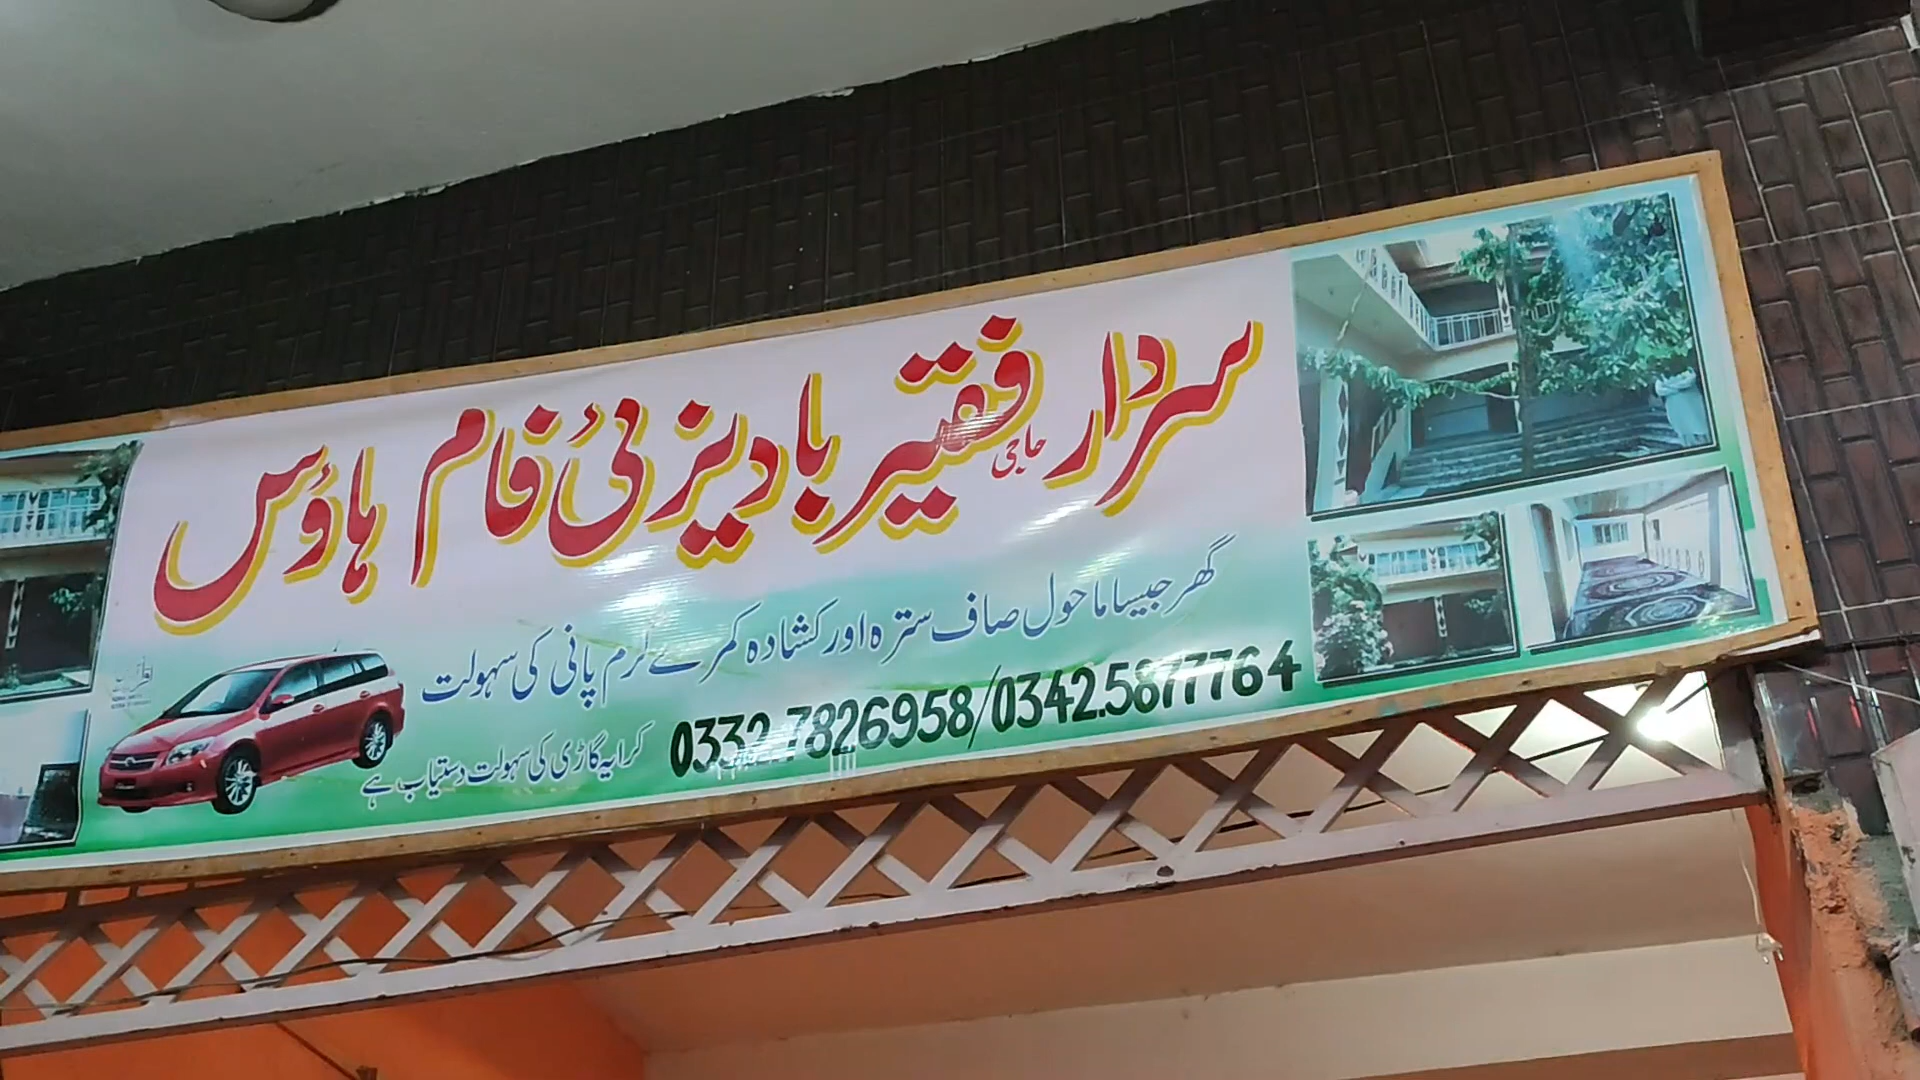 سردار حاجی فقیر بادیزئی فام ہاؤس
گھر جیسا ماحول صاف سترہ اور کشادہ کمرے گرم پانی کی سہولت
0332.7826958/0342.5877764
کرایہ گاڑی کی سہولت دستیاب ہے